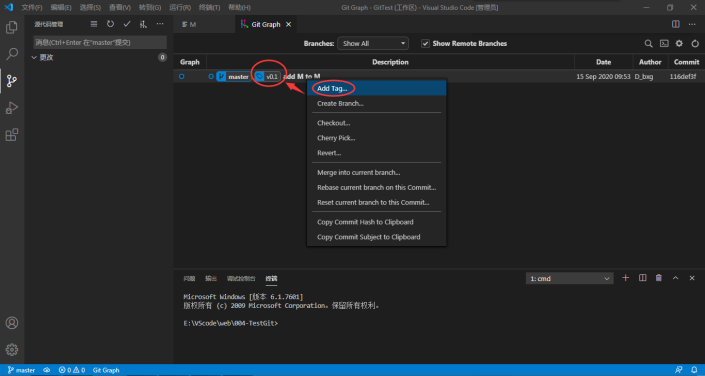 文件(F) 编辑(E) 选择(S) 查看(V) 转到(G) 运行(R) 终端(T) 帮助(H) Git Graph - GitTest (工作区) - Visual Studio Code [管理员]
源代码管理 M Git Graph
消息(Ctrl+Enter 在"master"提交) Branches: Show All Show Remote Branches
更改 0 Graph Description Date Author Commit
master v0.1 add M to M 15 Sep 2020 09:53 D_bxg 116def3f
Add Tag...
Create Branch...
Checkout...
Cherry Pick...
Revert...
Merge into current branch...
Rebase current branch on this Commit...
Reset current branch to this Commit...
Copy Commit Hash to Clipboard
Copy Commit Subject to Clipboard
问题 输出 调试控制台 终端 1: cmd
Microsoft Windows [版本 6.1.7601]
版权所有 (c) 2009 Microsoft Corporation。保留所有权利。
E:\VScode\web\004-TestGit>
master 0 0 Git Graph